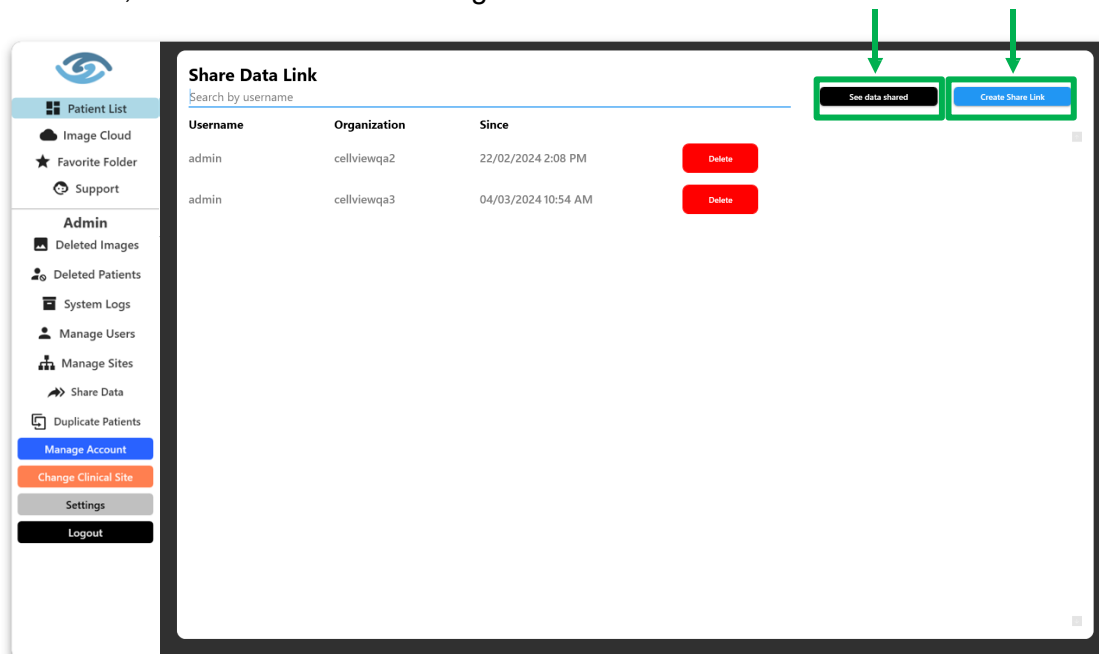 Patient List
Image Cloud
Favorite Folder
Support
Admin
Deleted Images
Deleted Patients
System Logs
Manage Users
Manage Sites
Share Data
Duplicate Patients
Manage Account
Change Clinical Site
Settings
Logout
Share Data Link
Search by username
See data shared
Create Share Link
Username Organization Since
admin cellviewqa2 22/02/2024 2:08 PM Delete
admin cellviewqa3 04/03/2024 10:54 AM Delete